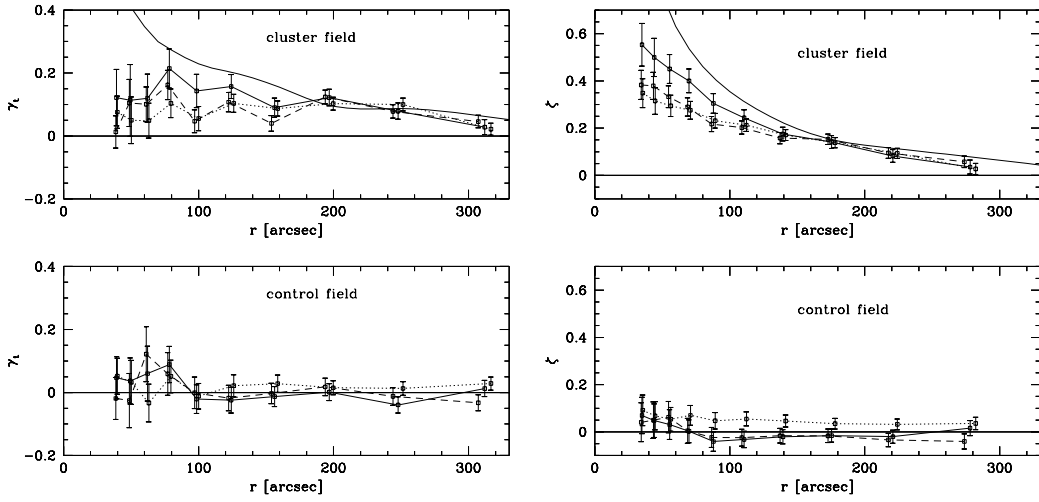 0.4
0.2
0
−0.2
γt
cluster field
0
100
200
300
r [arcsec]
0.6
0.4
0.2
0
ζ
cluster field
0
100
200
300
r [arcsec]
0.4
0.2
0
−0.2
γt
control field
0
100
200
300
r [arcsec]
0.6
0.4
0.2
0
ζ
control field
0
100
200
300
r [arcsec]